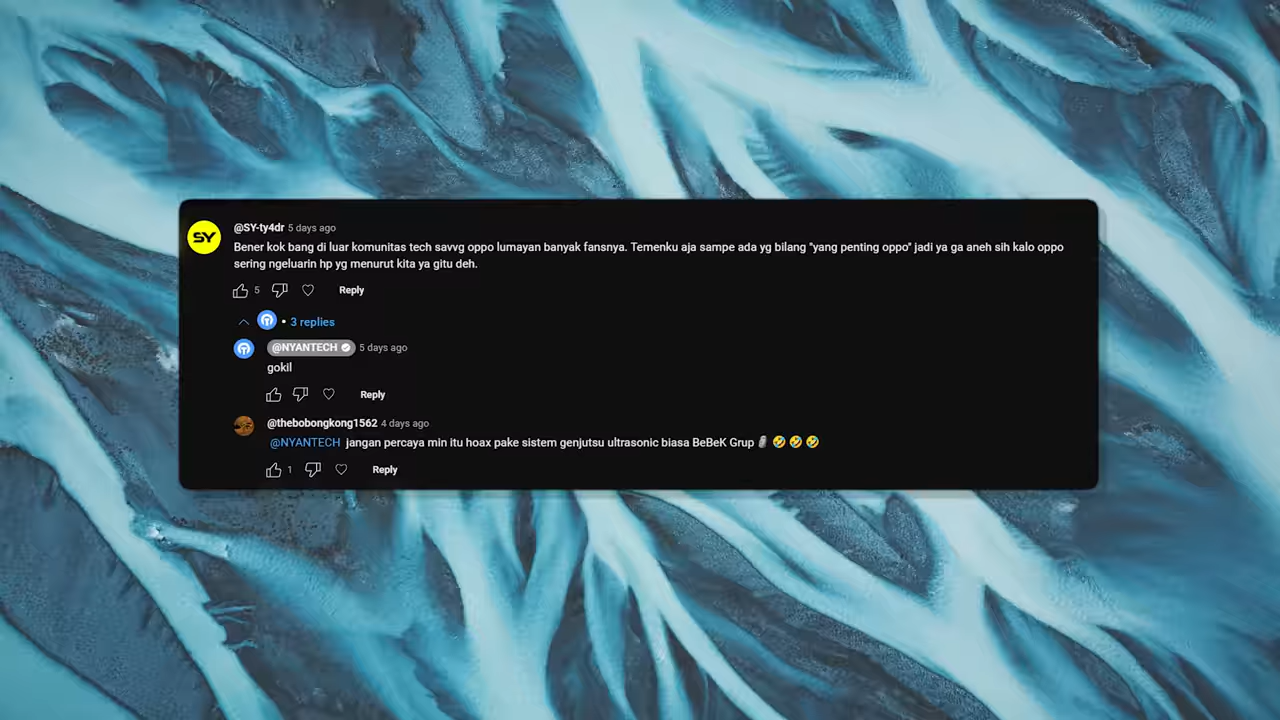 SY
@SY-ty4dr 5 days ago
Bener kok bang di luar komunitas tech savvg oppo lumayan banyak fansnya. Temenku aja sampe ada yg bilang "yang penting oppo" jadi ya ga aneh sih kalo oppo
sering ngeluarin hp yg menurut kita ya gitu deh.
5 Reply
• 3 replies
@NYANTECH 5 days ago
gokil
Reply
@thebobongkong1562 4 days ago
@NYANTECH jangan percaya min itu hoax pake sistem genjutsu ultrasonic biasa BeBeK Grup 🗿🤣🤣🤣
1 Reply